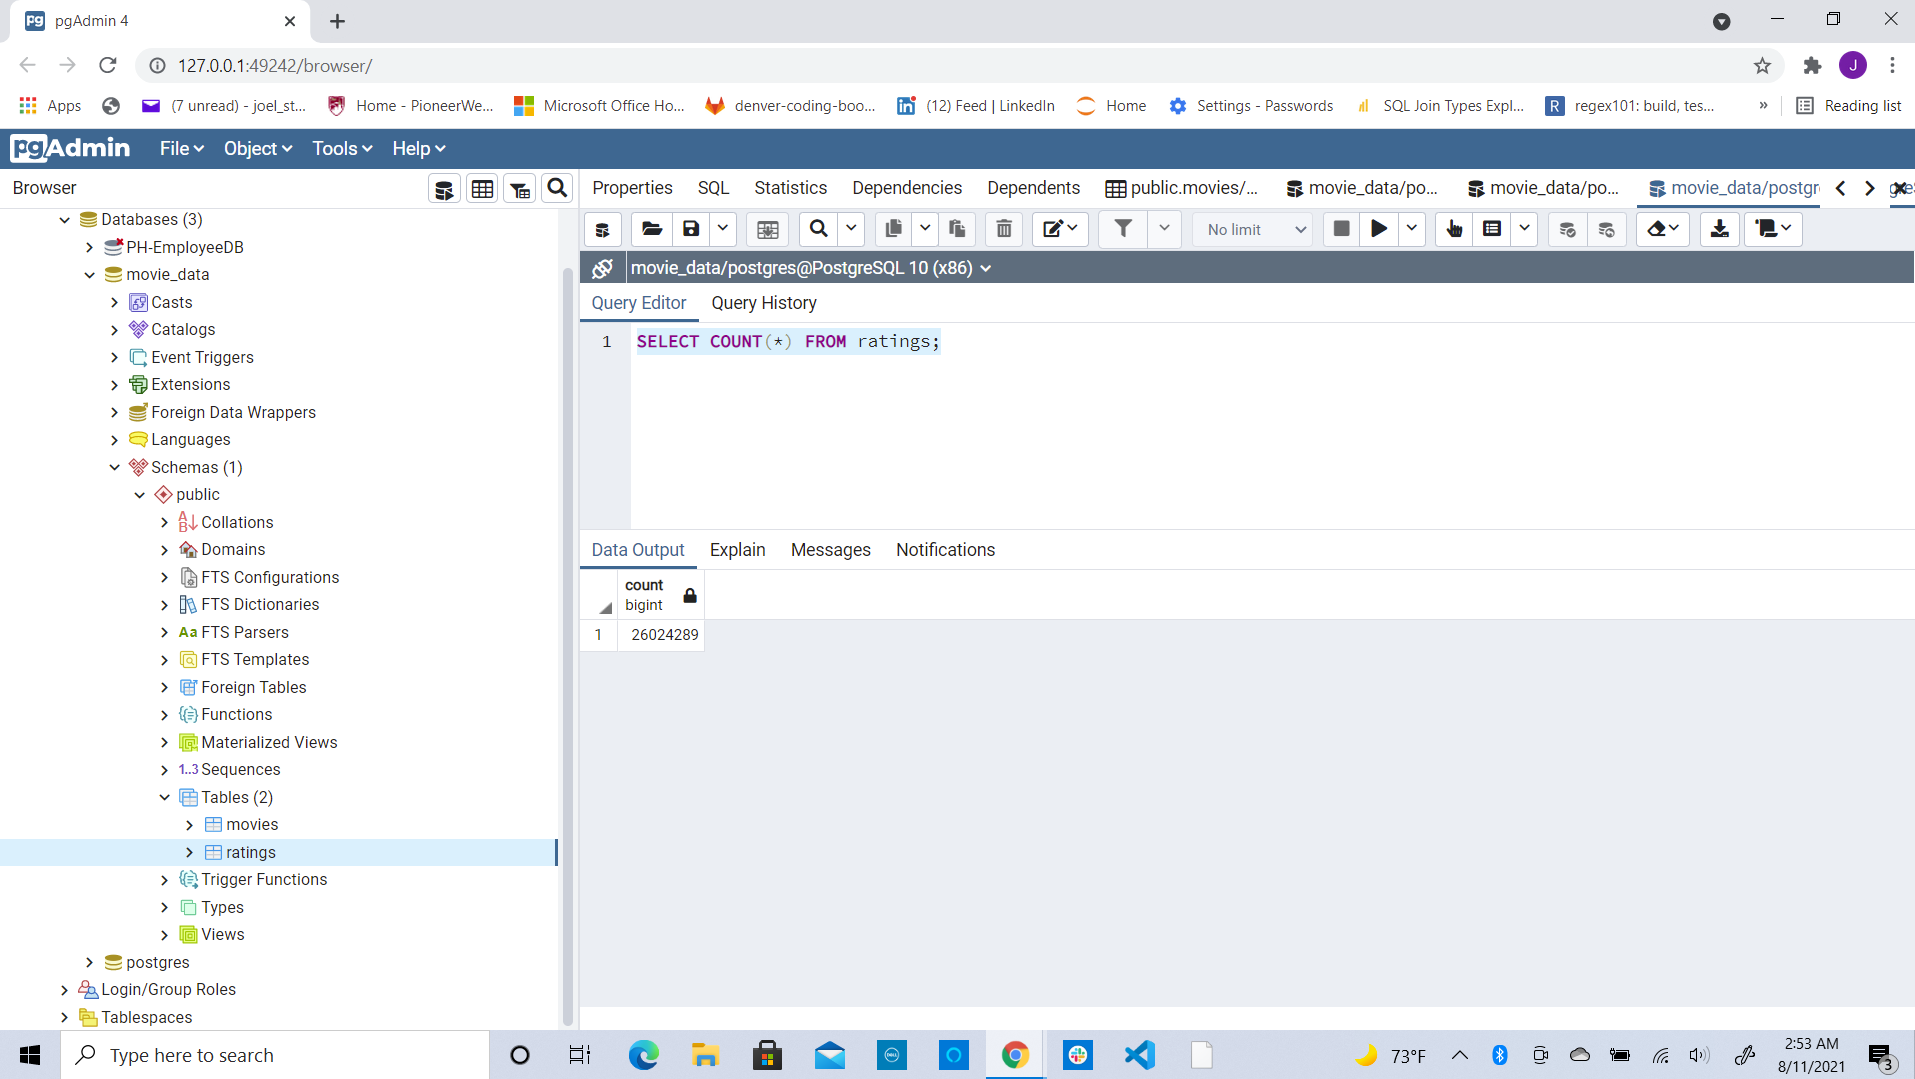 pgAdmin 4
127.0.0.1:49242/browser/
J
Apps
(7 unread) - joel_st...
Home - PioneerWe...
Microsoft Office Ho...
denver-coding-boo...
(12) Feed | LinkedIn
Home
Settings - Passwords
SQL Join Types Expl...
R
regex101: build, tes...
»
Reading list
pgAdmin
File
Object
Tools
Help
Browser
Properties
SQL
Statistics
Dependencies
Dependents
public.movies/...
movie_data/po...
movie_data/po...
movie_data/postgr
No limit
movie_data/postgres@PostgreSQL 10 (x86)
Query Editor
Query History
1 SELECT COUNT(*) FROM ratings;
Databases (3)
PH-EmployeeDB
movie_data
Casts
Catalogs
Event Triggers
Extensions
Foreign Data Wrappers
Languages
Schemas (1)
public
Collations
Domains
FTS Configurations
FTS Dictionaries
Aa FTS Parsers
FTS Templates
Foreign Tables
Functions
Materialized Views
1..3 Sequences
Tables (2)
movies
ratings
Trigger Functions
Types
Views
postgres
Login/Group Roles
Tablespaces
Data Output
Explain
Messages
Notifications
count
bigint
1 26024289
Type here to search
73°F
2:53 AM
8/11/2021
3